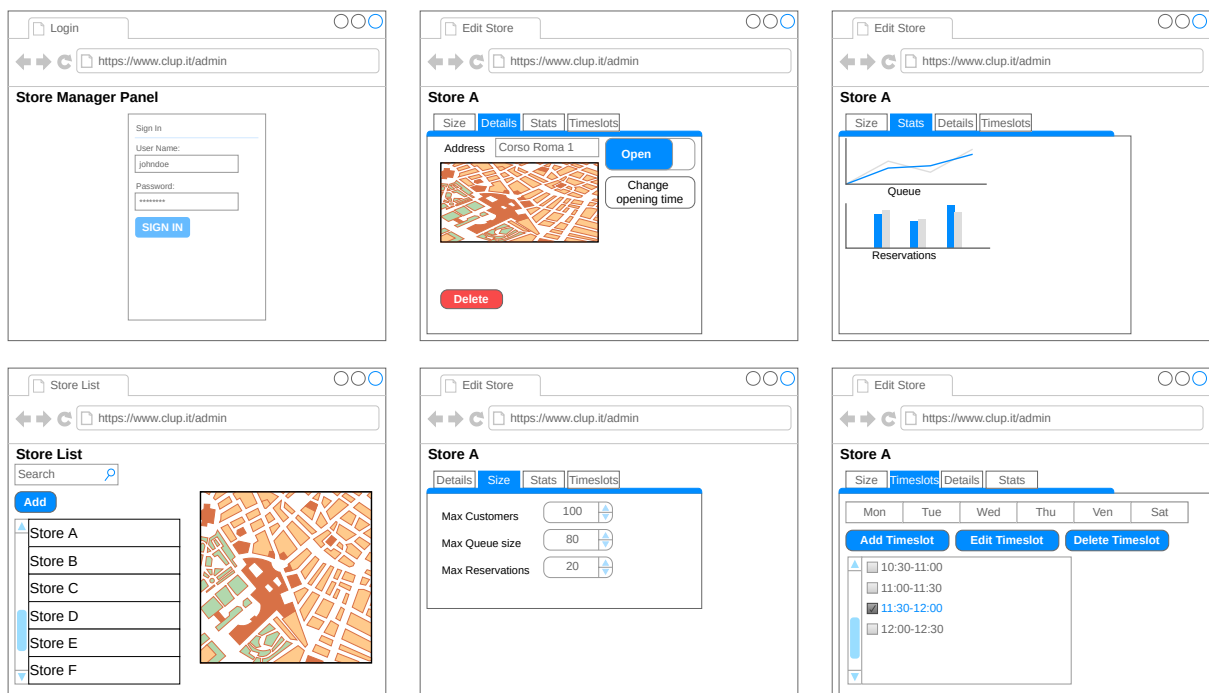 Login
https://www.clup.it/admin
Store Manager Panel
Sign In
User Name:
johndoe
Password:
********
SIGN IN
Edit Store
https://www.clup.it/admin
Store A
Size Details Stats Timeslots
Address Corso Roma 1
Open
Change
opening time
Delete
Edit Store
https://www.clup.it/admin
Store A
Size Stats Details Timeslots
Queue
Reservations
Store List
https://www.clup.it/admin
Store List
Search
Add
Store A
Store B
Store C
Store D
Store E
Store F
Edit Store
https://www.clup.it/admin
Store A
Details Size Stats Timeslots
Max Customers 100
Max Queue size 80
Max Reservations 20
Edit Store
https://www.clup.it/admin
Store A
Size Timeslots Details Stats
Mon Tue Wed Thu Ven Sat
Add Timeslot Edit Timeslot Delete Timeslot
10:30-11:00
11:00-11:30
11:30-12:00
12:00-12:30